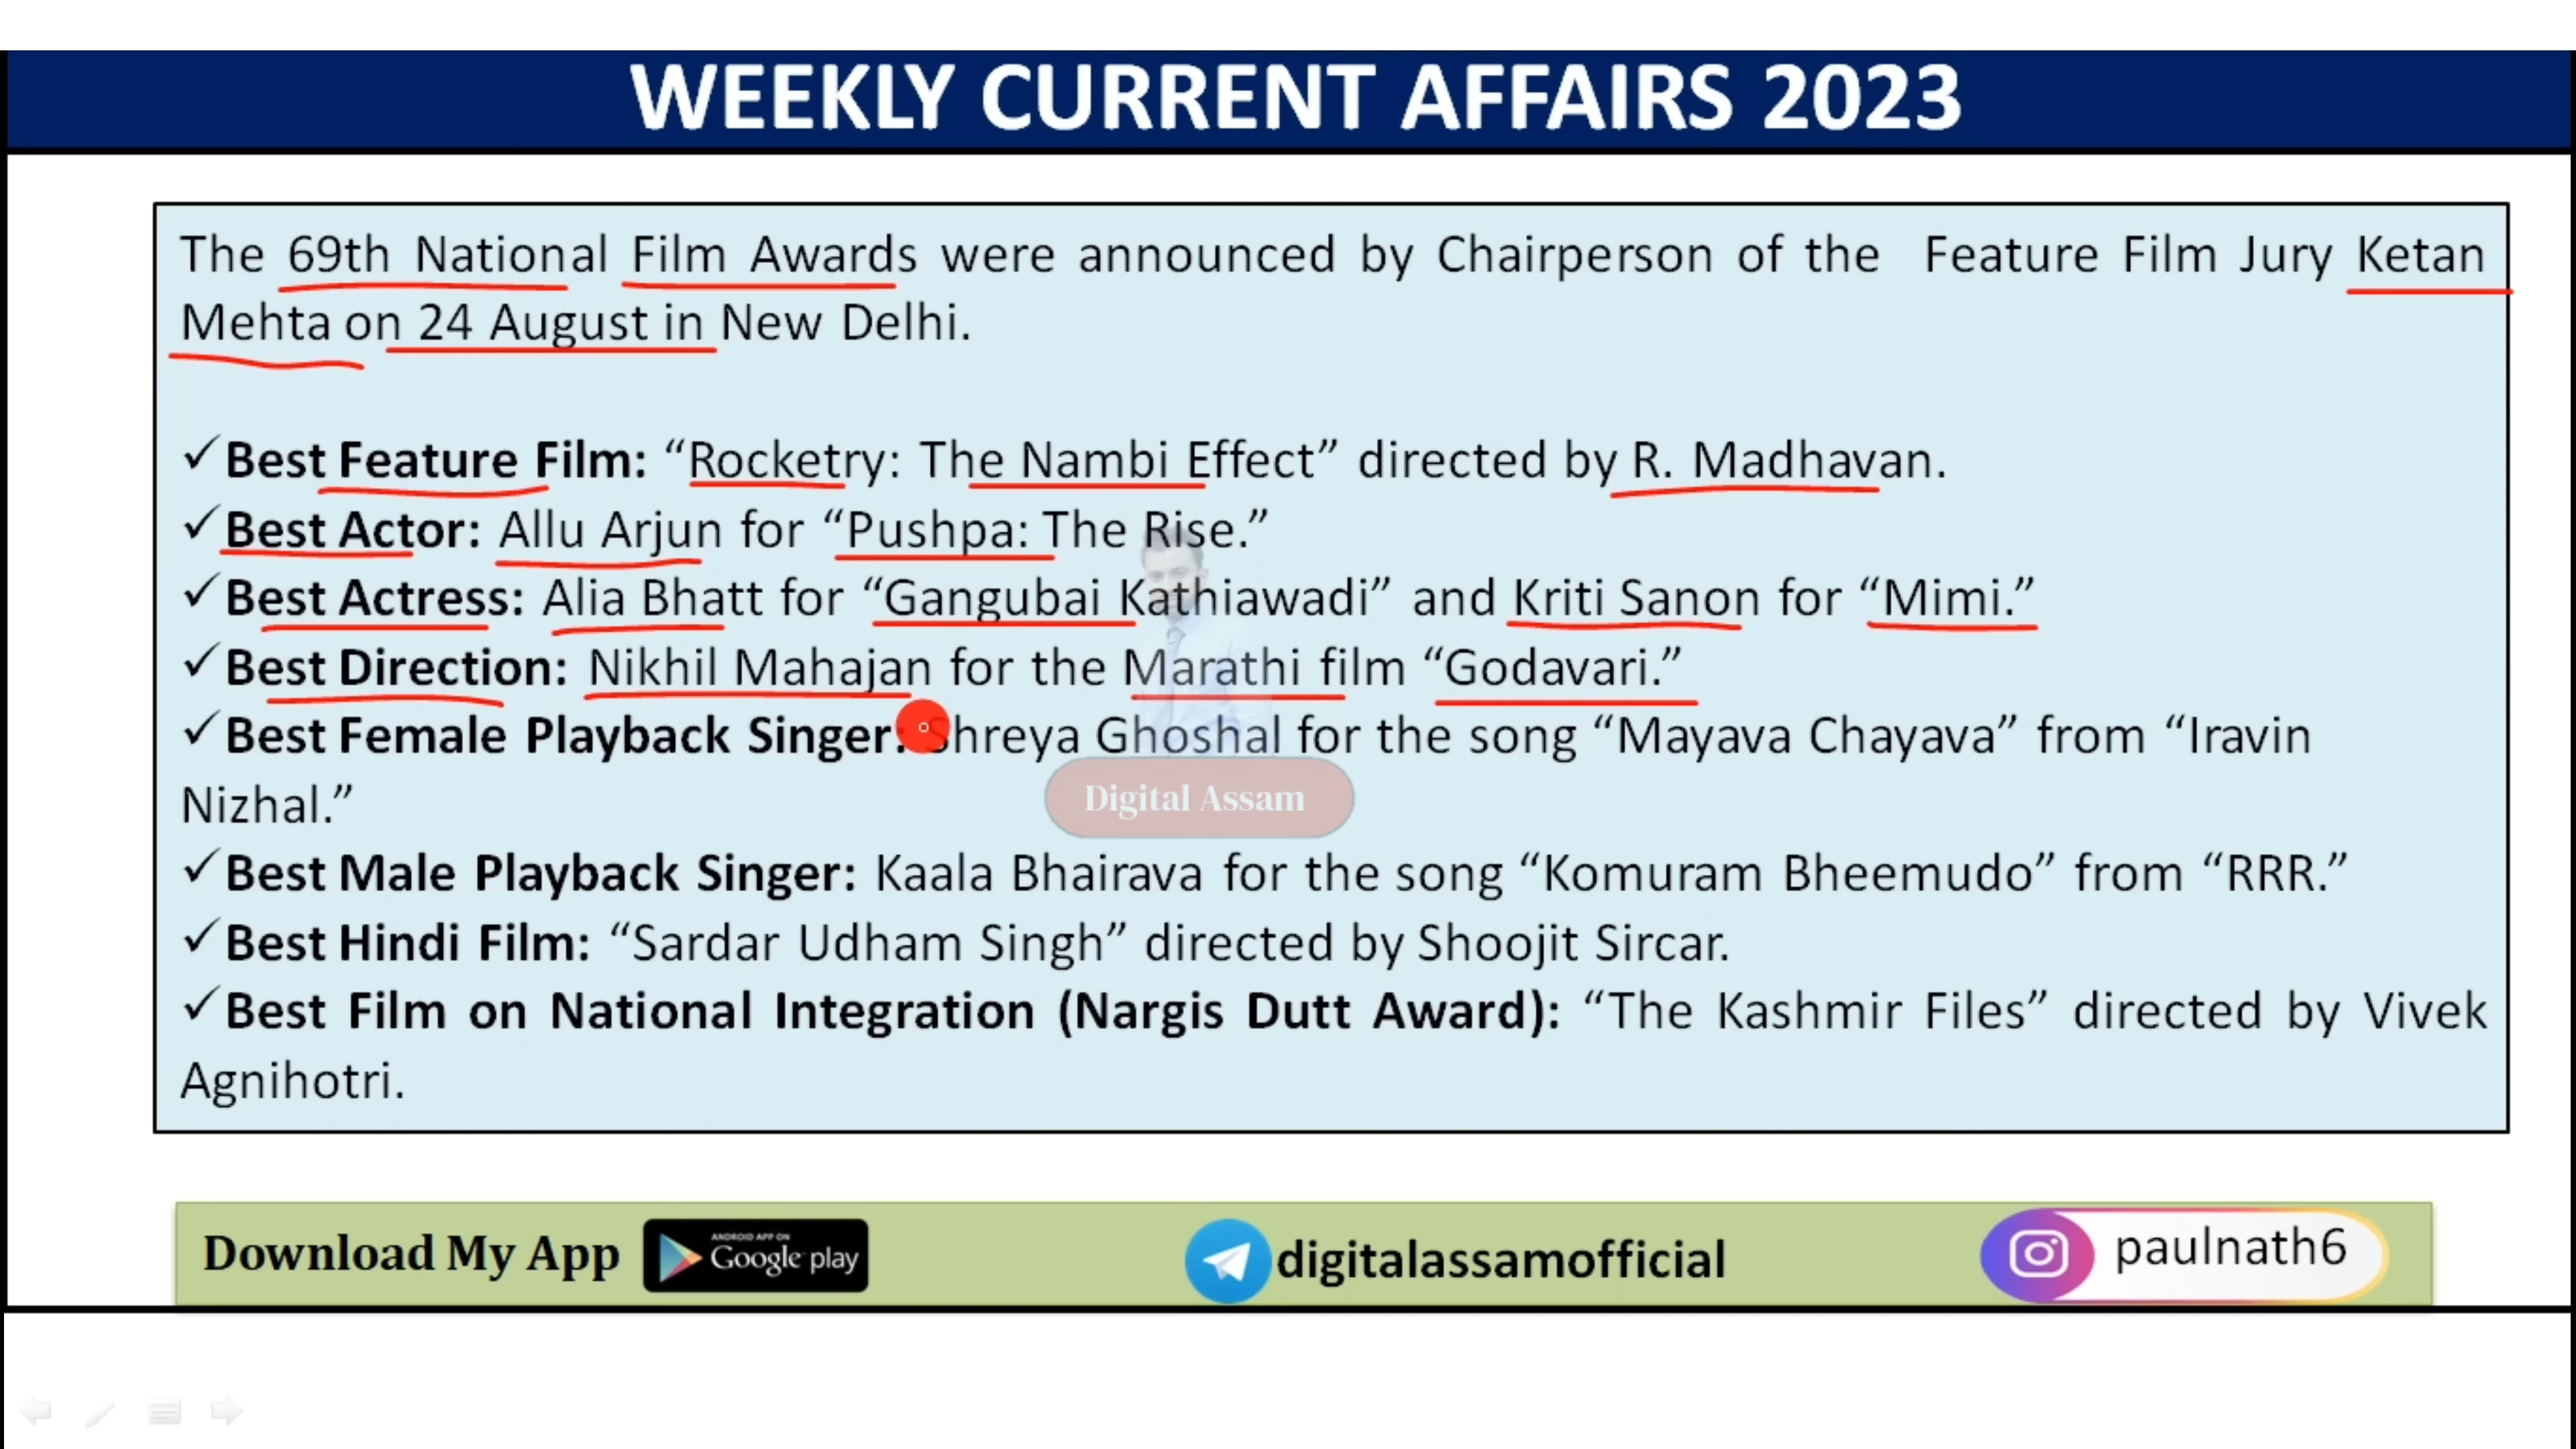 WEEKLY CURRENT AFFAIRS 2023
The 69th National Film Awards were announced by Chairperson of the Feature Film Jury Ketan
Mehta on 24 August in New Delhi.
✓Best Feature Film: “Rocketry: The Nambi Effect” directed by R. Madhavan.
✓Best Actor: Allu Arjun for “Pushpa: The Rise.”
✓Best Actress: Alia Bhatt for “Gangubai Kathiawadi” and Kriti Sanon for “Mimi.”
✓Best Direction: Nikhil Mahajan for the Marathi film “Godavari.”
✓Best Female Playback Singer: Shreya Ghoshal for the song “Mayava Chayava” from “Iravin
Nizhal.”
Digital Assam
✓Best Male Playback Singer: Kaala Bhairava for the song “Komuram Bheemudo” from “RRR.”
✓Best Hindi Film: “Sardar Udham Singh” directed by Shoojit Sircar.
✓Best Film on National Integration (Nargis Dutt Award): “The Kashmir Files” directed by Vivek
Agnihotri.
Download My App
ANDROID APP ON
Google play
digitalassamofficial
paulnath6